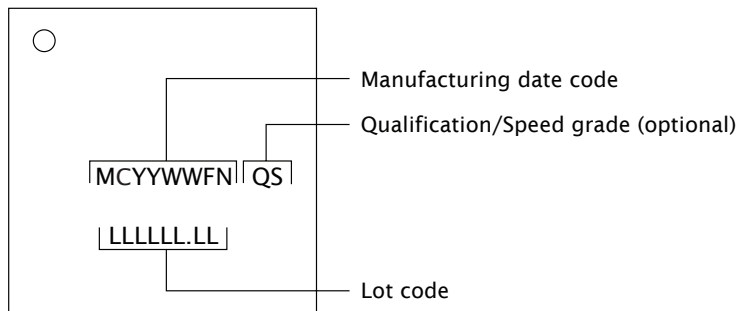 Manufacturing date code
Qualification/Speed grade (optional)
MCYYWWFN QS
LLLLLL.LL
Lot code